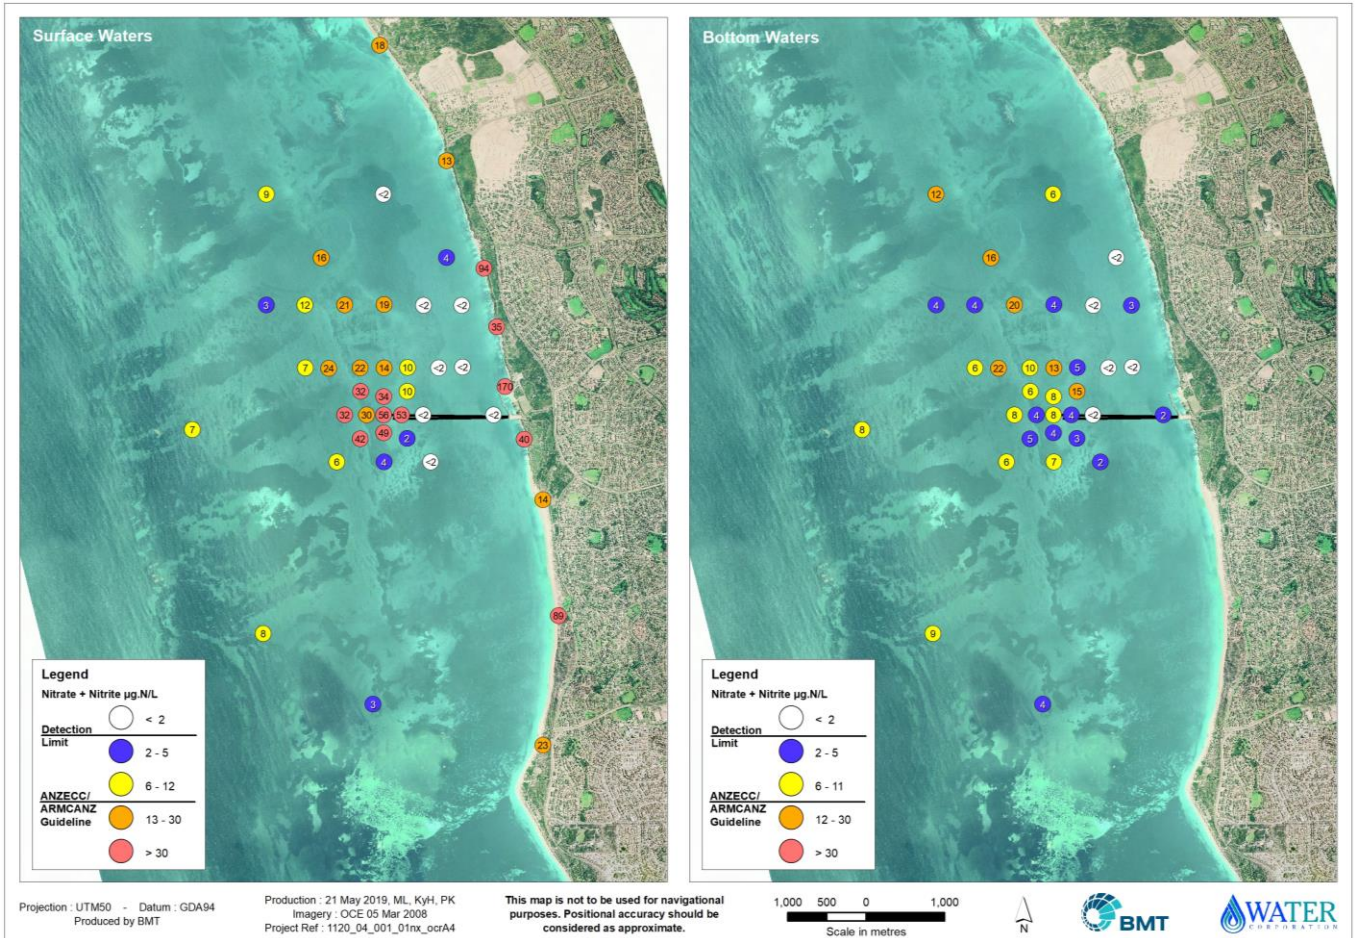 Surface Waters
18
13
9
<2
16
4
94
3
12
21
19
<2
<2
35
7
24
22
14
10
<2
<2
32
34
10
170
32
30
56
53
<2
<2
7
42
49
2
40
6
4
<2
14
8
89
3
23
Legend
Nitrate + Nitrite µg.N/L
< 2
Detection
Limit
2 - 5
6 - 12
ANZECC/
ARMCANZ
Guideline
13 - 30
> 30
Bottom Waters
12
6
16
<2
4
4
20
4
<2
3
6
22
10
13
5
<2
<2
6
8
15
8
4
8
4
<2
2
8
5
4
3
6
7
2
9
4
Legend
Nitrate + Nitrite µg.N/L
< 2
Detection
Limit
2 - 5
6 - 11
ANZECC/
ARMCANZ
Guideline
12 - 30
> 30
Projection : UTM50 - Datum : GDA94
Produced by BMT
Production : 21 May 2019, ML, KyH, PK
Imagery : OCE 05 Mar 2008
Project Ref : 1120_04_001_01nx_ocrA4
This map is not to be used for navigational
purposes. Positional accuracy should be
considered as approximate.
1,000 500 0 1,000
Scale in metres
N
BMT
WATER
CORPORATION